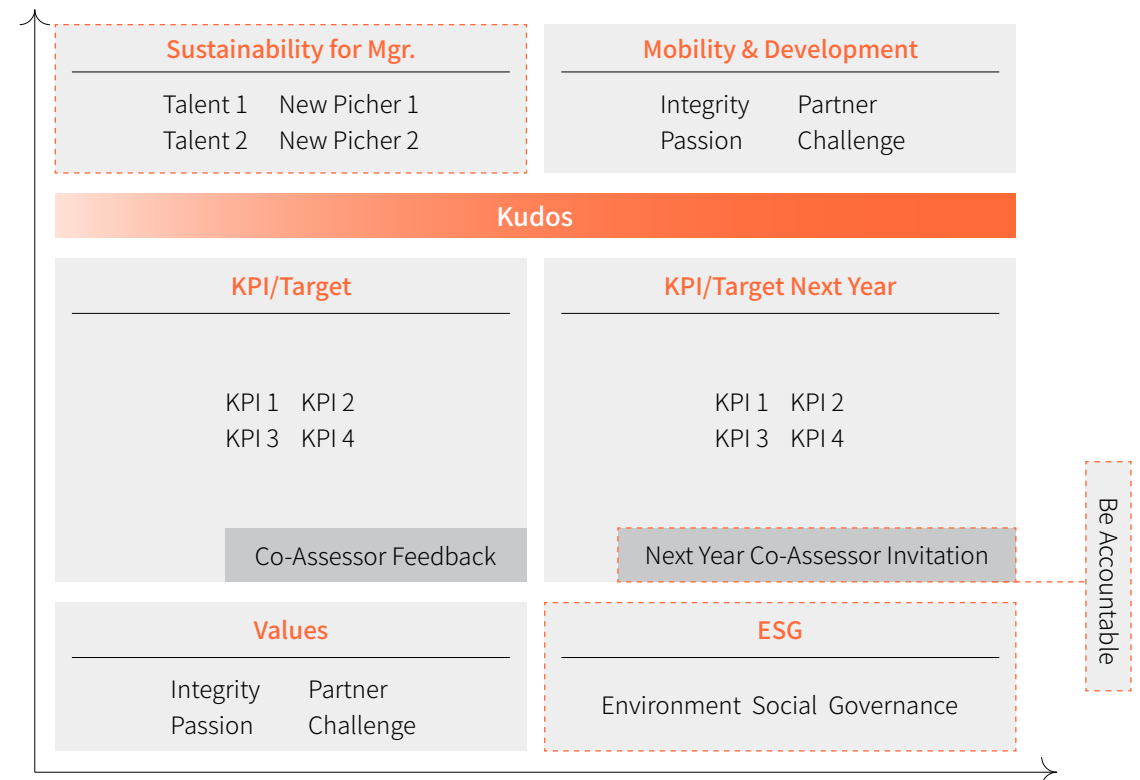 Sustainability for Mgr.
Talent 1 New Picher 1
Talent 2 New Picher 2
Mobility & Development
Integrity Partner
Passion Challenge
Kudos
KPI/Target
KPI 1 KPI 2
KPI 3 KPI 4
Co-Assessor Feedback
KPI/Target Next Year
KPI 1 KPI 2
KPI 3 KPI 4
Next Year Co-Assessor Invitation
Be Accountable
Values
Integrity Partner
Passion Challenge
ESG
Environment Social Governance